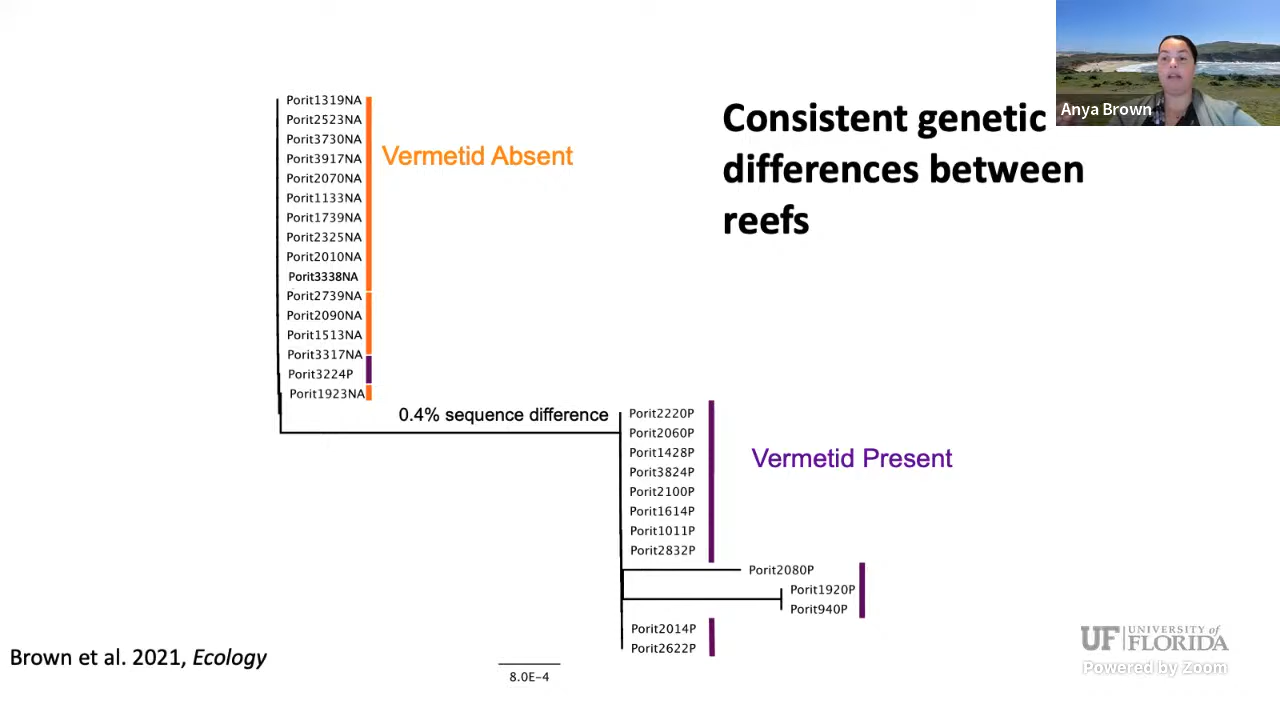 Anya Brown
Consistent genetic
differences between
reefs
Vermetid Absent
Porit1319NA
Porit2523NA
Porit3730NA
Porit3917NA
Porit2070NA
Porit1133NA
Porit1739NA
Porit2325NA
Porit2010NA
Porit3338NA
Porit2739NA
Porit2090NA
Porit1513NA
Porit3317NA
Porit3224P
Porit1923NA
0.4% sequence difference
Porit2220P
Porit2060P
Porit1428P
Porit3824P
Porit2100P
Porit1614P
Porit1011P
Porit2832P
Vermetid Present
Porit2080P
Porit1920P
Porit940P
Porit2014P
Porit2622P
8.0E-4
Brown et al. 2021, Ecology
UF UNIVERSITY of
FLORIDA
Powered by Zoom